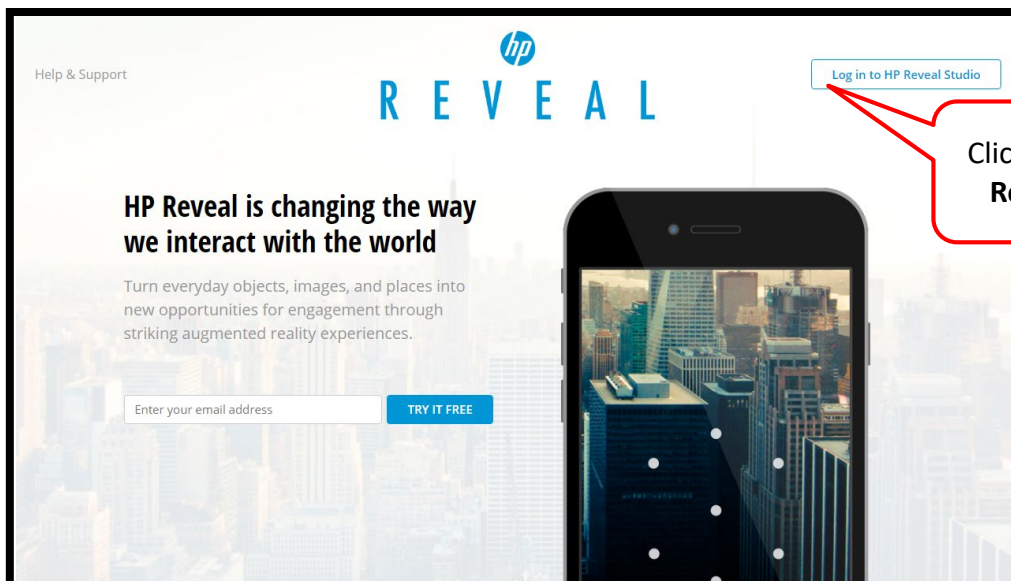 hp
Help & Support
REVEAL
Log in to HP Reveal Studio
HP Reveal is changing the way
we interact with the world
Turn everyday objects, images, and places into
new opportunities for engagement through
striking augmented reality experiences.
Enter your email address
TRY IT FREE